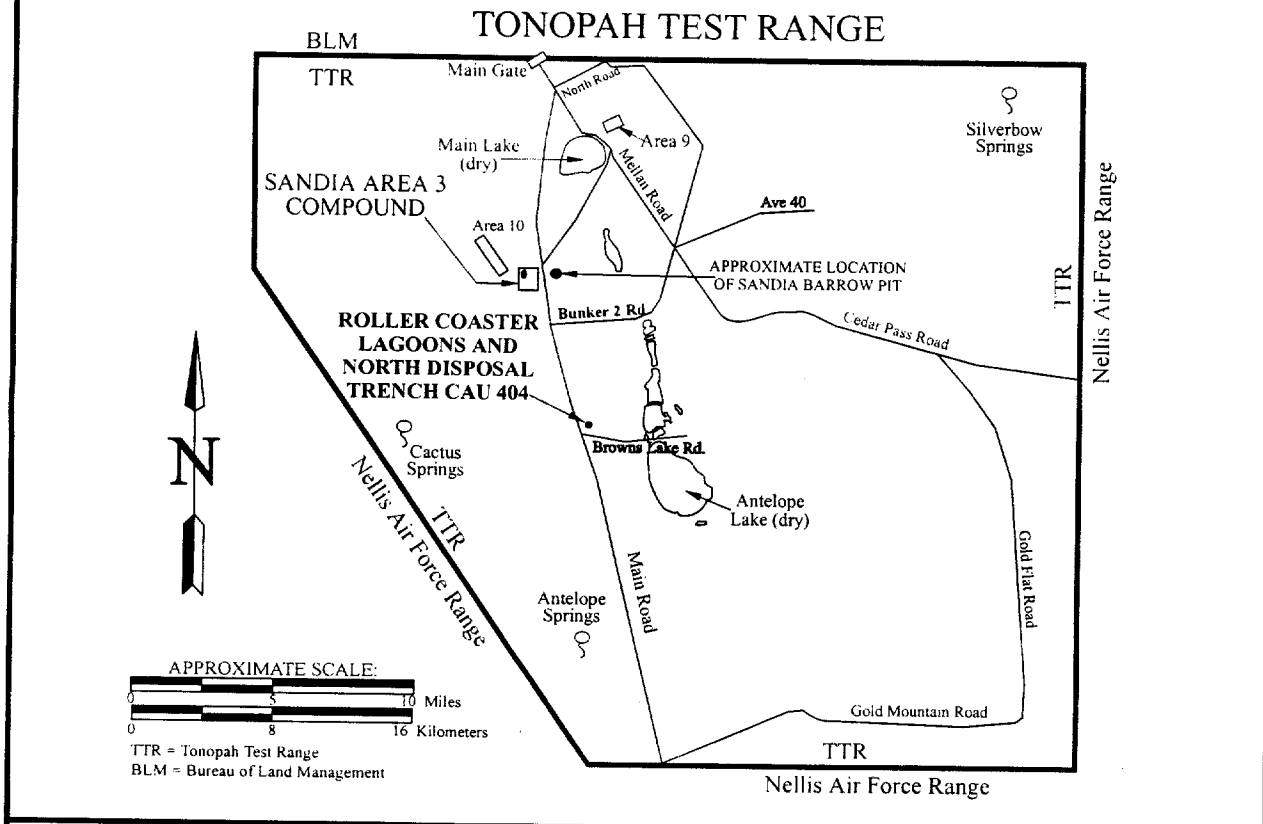 TONOPAH TEST RANGE
BLM
TTR
Main Gate
North Road
Silverbow
Springs
Area 9
Main Lake
(dry)
Mellan Road
SANDIA AREA 3
COMPOUND
Ave 40
Area 10
APPROXIMATE LOCATION
OF SANDIA BARROW PIT
TTR
Nellis Air Force Range
Bunker 2 Rd
Cedar Pass Road
ROLLER COASTER
LAGOONS AND
NORTH DISPOSAL
TRENCH CAU 404
Cactus
Springs
Browns Lake Rd.
N
Antelope
Lake (dry)
TTR
Nellis Air Force Range
Main Road
Gold Flat Road
Antelope
Springs
APPROXIMATE SCALE:
0 5 10 Miles
0 8 16 Kilometers
Gold Mountain Road
TTR = Tonopah Test Range
BLM = Bureau of Land Management
TTR
Nellis Air Force Range